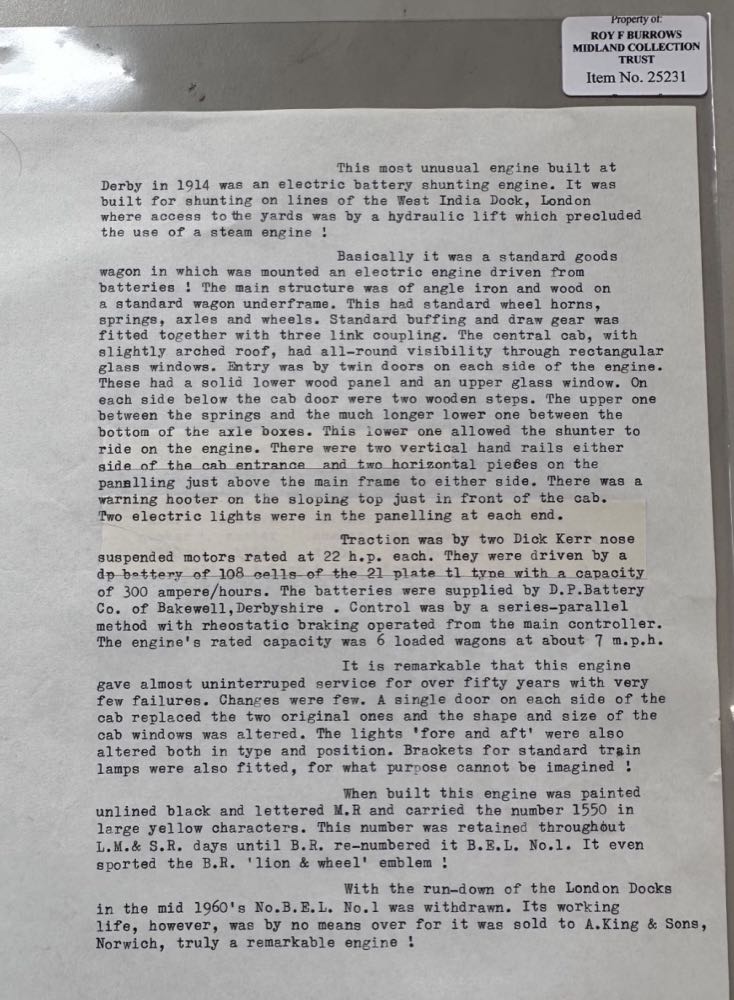 Property of:
ROY F BURROWS
MIDLAND COLLECTION
TRUST
Item No. 25231
This most unusual engine built at
Derby in 1914 was an electric battery shunting engine. It was
built for shunting on lines of the West India Dock, London
where access to the yards was by a hydraulic lift which precluded
the use of a steam engine !
Basically it was a standard goods
wagon in which was mounted an electric engine driven from
batteries ! The main structure was of angle iron and wood on
a standard wagon underframe. This had standard wheel horns,
springs, axles and wheels. Standard buffing and draw gear was
fitted together with three link coupling. The central cab, with
slightly arched roof, had all-round visibility through rectangular
glass windows. Entry was by twin doors on each side of the engine.
These had a solid lower wood panel and an upper glass window. On
each side below the cab door were two wooden steps. The upper one
between the springs and the much longer lower one between the
bottom of the axle boxes. This lower one allowed the shunter to
ride on the engine. There were two vertical hand rails either
side of the cab entrance and two horizontal pieces on the
panelling just above the main frame to either side. There was a
warning hooter on the sloping top just in front of the cab.
Two electric lights were in the panelling at each end.
Traction was by two Dick Kerr nose
suspended motors rated at 22 h.p. each. They were driven by a
dp battery of 108 cells of the 21 plate tl type with a capacity
of 300 ampere/hours. The batteries were supplied by D.P.Battery
Co. of Bakewell,Derbyshire . Control was by a series-parallel
method with rheostatic braking operated from the main controller.
The engine's rated capacity was 6 loaded wagons at about 7 m.p.h.
It is remarkable that this engine
gave almost uninterruped service for over fifty years with very
few failures. Changes were few. A single door on each side of the
cab replaced the two original ones and the shape and size of the
cab windows was altered. The lights 'fore and aft' were also
altered both in type and position. Brackets for standard train
lamps were also fitted, for what purpose cannot be imagined !
When built this engine was painted
unlined black and lettered M.R and carried the number 1550 in
large yellow characters. This number was retained throughout
L.M.& S.R. days until B.R. re-numbered it B.E.L. No.1. It even
sported the B.R. 'lion & wheel' emblem !
With the run-down of the London Docks
in the mid 1960's No.B.E.L. No.1 was withdrawn. Its working
life, however, was by no means over for it was sold to A.King & Sons,
Norwich, truly a remarkable engine !